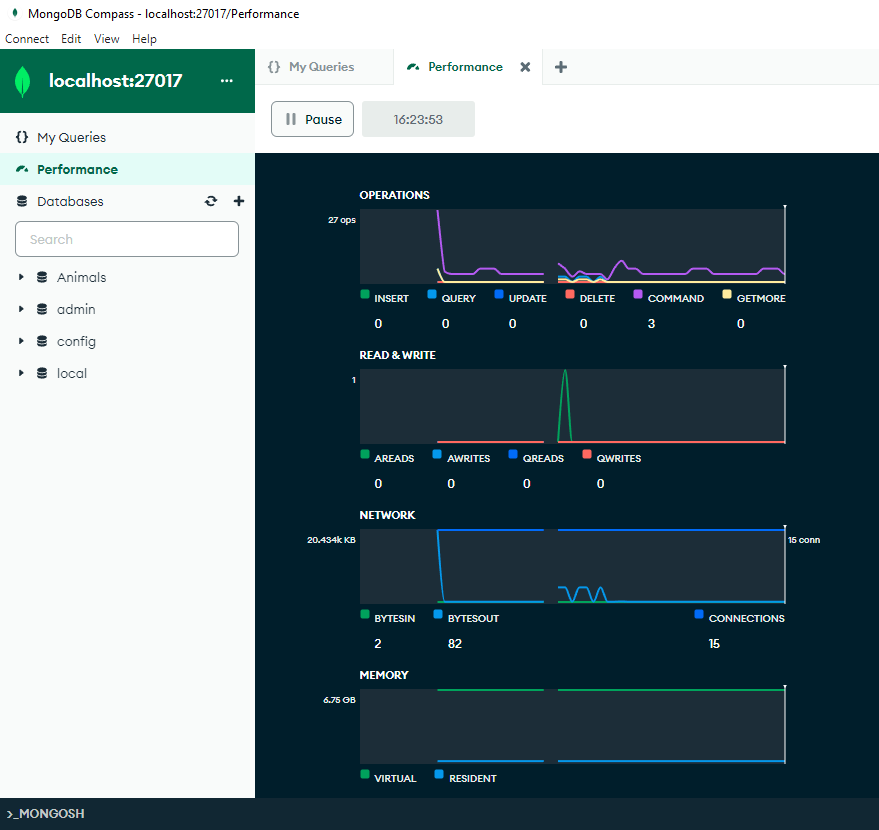 MongoDB Compass - localhost:27017/Performance
Connect Edit View Help
localhost:27017 ...
My Queries
Performance
Databases
Search
Animals
admin
config
local
{} My Queries
Performance
Pause 16:23:53
OPERATIONS
27 ops
INSERT QUERY UPDATE DELETE COMMAND GETMORE
0 0 0 0 3 0
READ & WRITE
1
AREADS AWRITES QREADS QWRITES
0 0 0 0
NETWORK
20.434k KB 15 conn
BYTESIN BYTESOUT CONNECTIONS
2 82 15
MEMORY
6.75 GB
VIRTUAL RESIDENT
>_MONGOSH